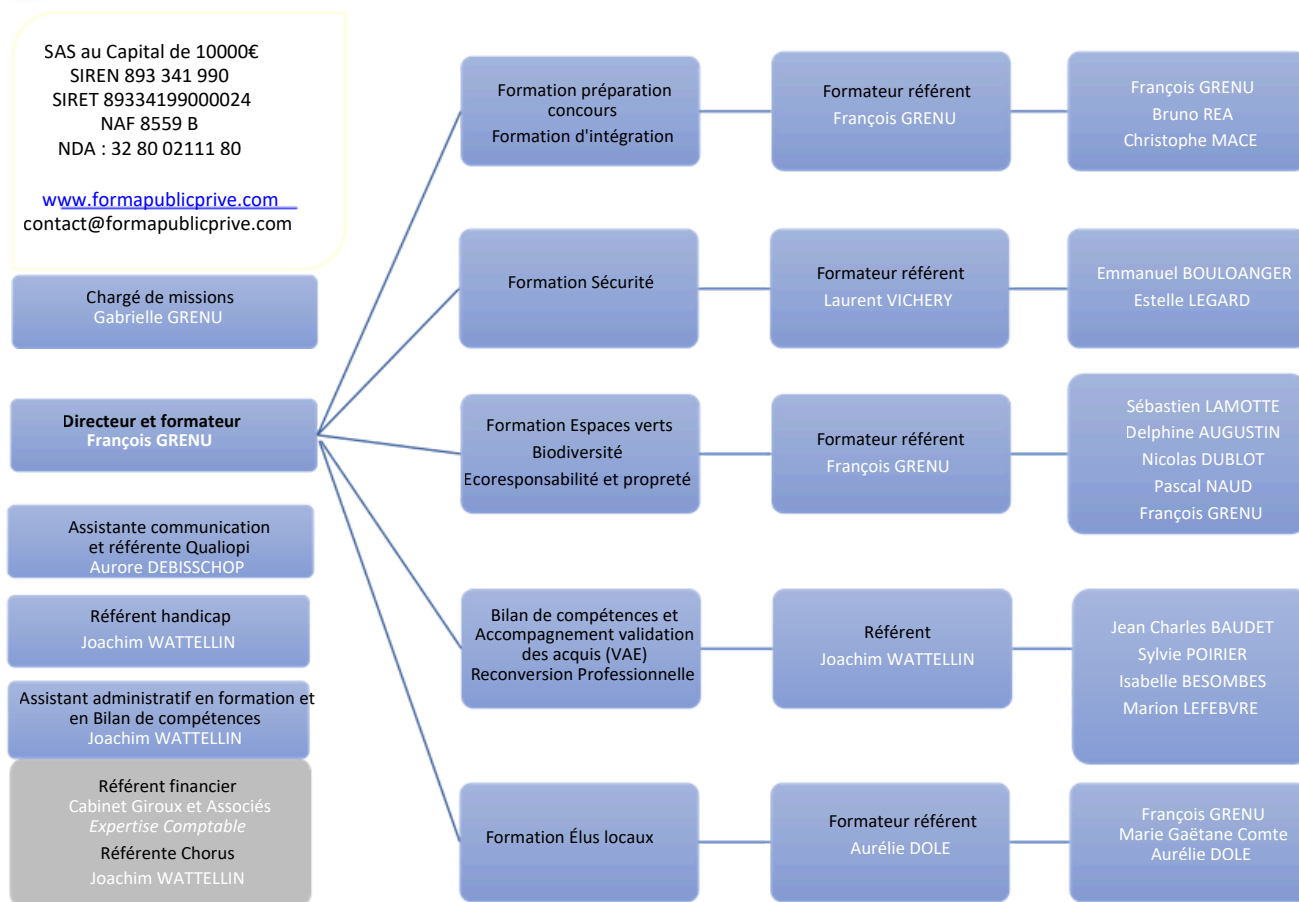 SAS au Capital de 10000€
SIREN 893 341 990
SIRET 89334199000024
NAF 8559 B
NDA : 32 80 02111 80
www.formapublicprive.com
contact@formapublicprive.com
Chargé de missions
Gabrielle GRENU
Directeur et formateur
François GRENU
Assistante communication
et référente Qualiopi
Aurore DEBISSCHOP
Référent handicap
Joachim WATTELLIN
Assistant administratif en formation et
en Bilan de compétences
Joachim WATTELLIN
Référent financier
Cabinet Giroux et Associés
Expertise Comptable
Référente Chorus
Joachim WATTELLIN
Formation préparation
concours
Formation d'intégration
Formateur référent
François GRENU
François GRENU
Bruno REA
Christophe MACE
Formation Sécurité
Formateur référent
Laurent VICHERY
Emmanuel BOULOANGER
Estelle LEGARD
Formation Espaces verts
Biodiversité
Ecoresponsabilité et propreté
Formateur référent
François GRENU
Sébastien LAMOTTE
Delphine AUGUSTIN
Nicolas DUBLOT
Pascal NAUD
François GRENU
Bilan de compétences et
Accompagnement validation
des acquis (VAE)
Reconversion Professionnelle
Référent
Joachim WATTELLIN
Jean Charles BAUDET
Sylvie POIRIER
Isabelle BESOMBES
Marion LEFEBVRE
Formation Élus locaux
Formateur référent
Aurélie DOLE
François GRENU
Marie Gaëtane Comte
Aurélie DOLE